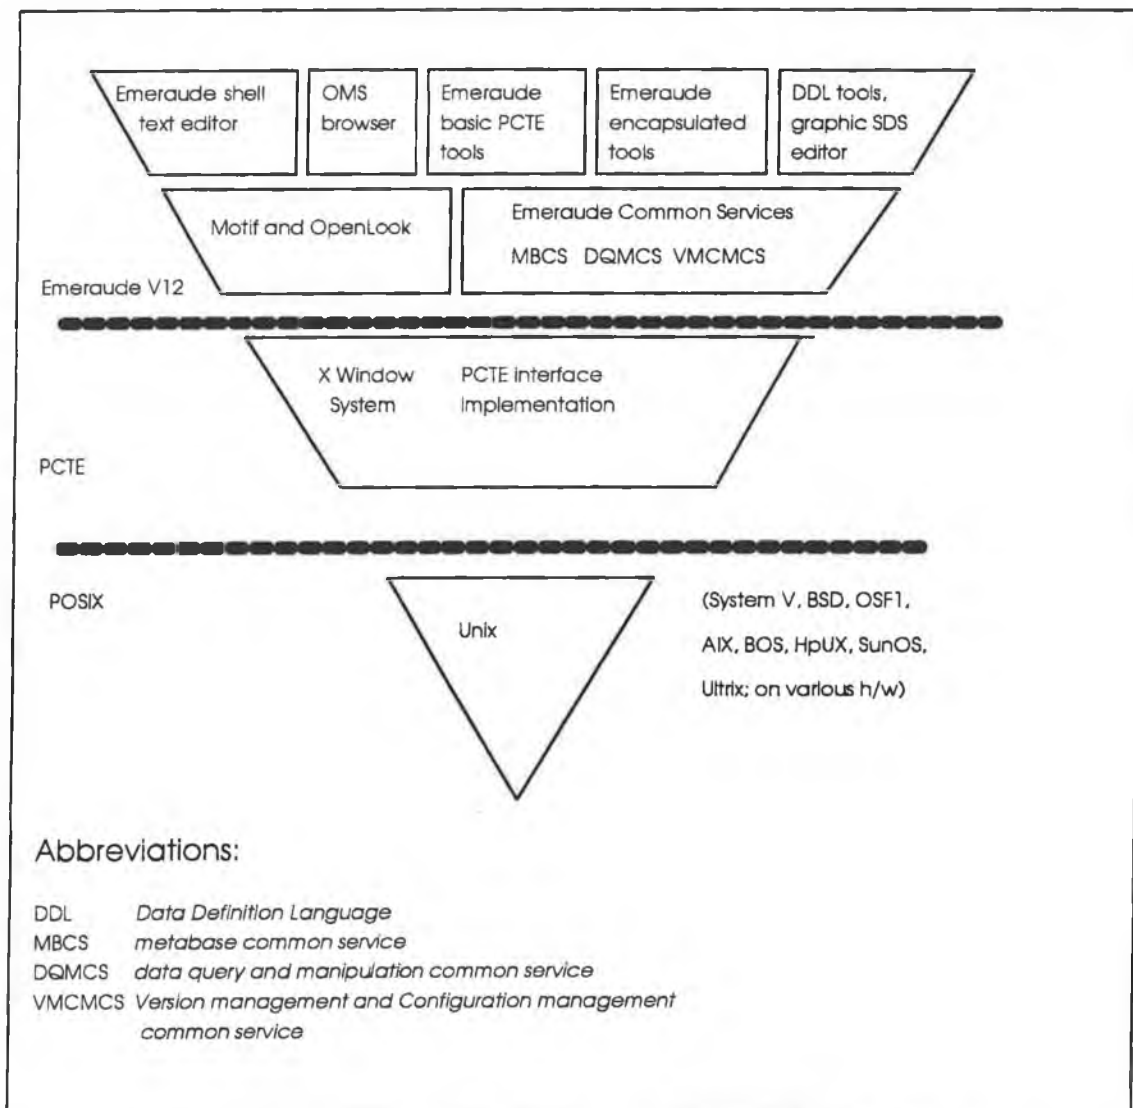 Emeraude shell
text editor
OMS
browser
Emeraude
basic PCTE
tools
Emeraude
encapsulated
tools
DDL tools,
graphic SDS
editor
Motif and OpenLook
Emeraude Common Services
MBCS DQMCS VMCMCS
Emeraude V12
X Window
System
PCTE interface
implementation
PCTE
POSIX
Unix
(System V, BSD, OSF1,
AIX, BOS, HpUX, SunOS,
Ultrix; on various h/w)
Abbreviations:
DDL Data Definition Language
MBCS metabase common service
DQMCS data query and manipulation common service
VMCMCS Version management and Configuration management
common service